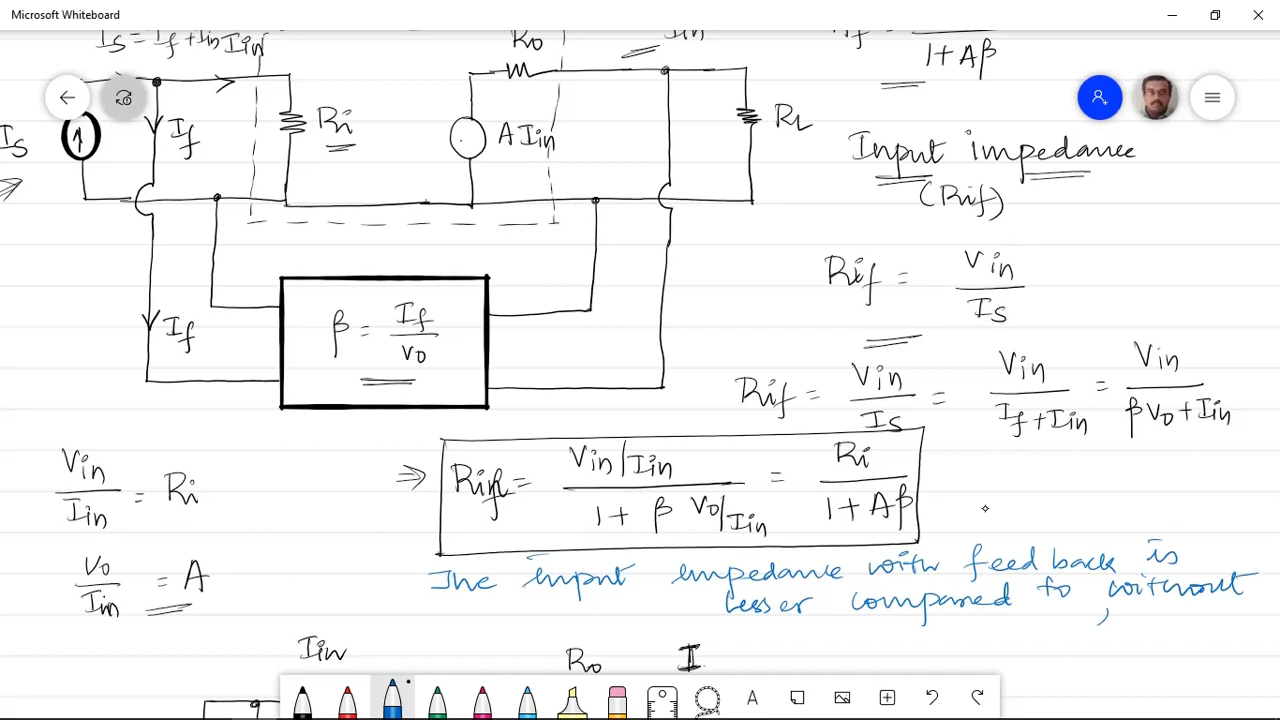 Microsoft Whiteboard
Is = If + Iin Iin
Ro
Iin
1 + Aβ
Is
If
Ri
A Iin
RL
Input impedance
(Rif)
Rif = Vin / Is
If
β = If / Vo
Rif = Vin / Is = Vin / If + Iin = Vin / βVo + Iin
Vin / Iin = Ri
⇒ Rif = Vin/Iin / 1 + β Vo/Iin = Ri / 1 + Aβ
Vo / Iin = A
The input impedance with feedback is
lesser compared to without
Iin
Ro
I
A